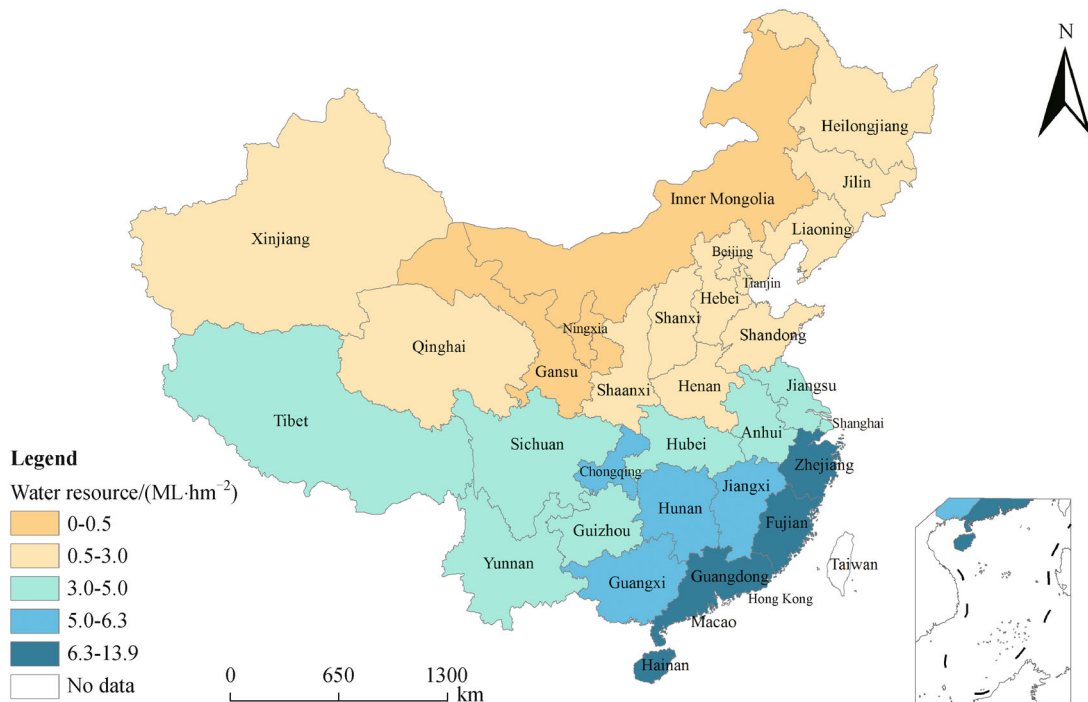 N
Heilongjiang
Jilin
Inner Mongolia
Liaoning
Xinjiang
Beijing
Tianjin
Hebei
Shanxi
Ningxia
Shandong
Qinghai
Gansu
Shaanxi
Henan
Jiangsu
Tibet
Shanghai
Anhui
Sichuan
Hubei
Zhejiang
Chongqing
Jiangxi
Hunan
Fujian
Guizhou
Yunnan
Taiwan
Guangxi
Guangdong
Hong Kong
Macao
Hainan
Legend
Water resource/(ML·hm⁻²)
0-0.5
0.5-3.0
3.0-5.0
5.0-6.3
6.3-13.9
No data
0 650 1300
km